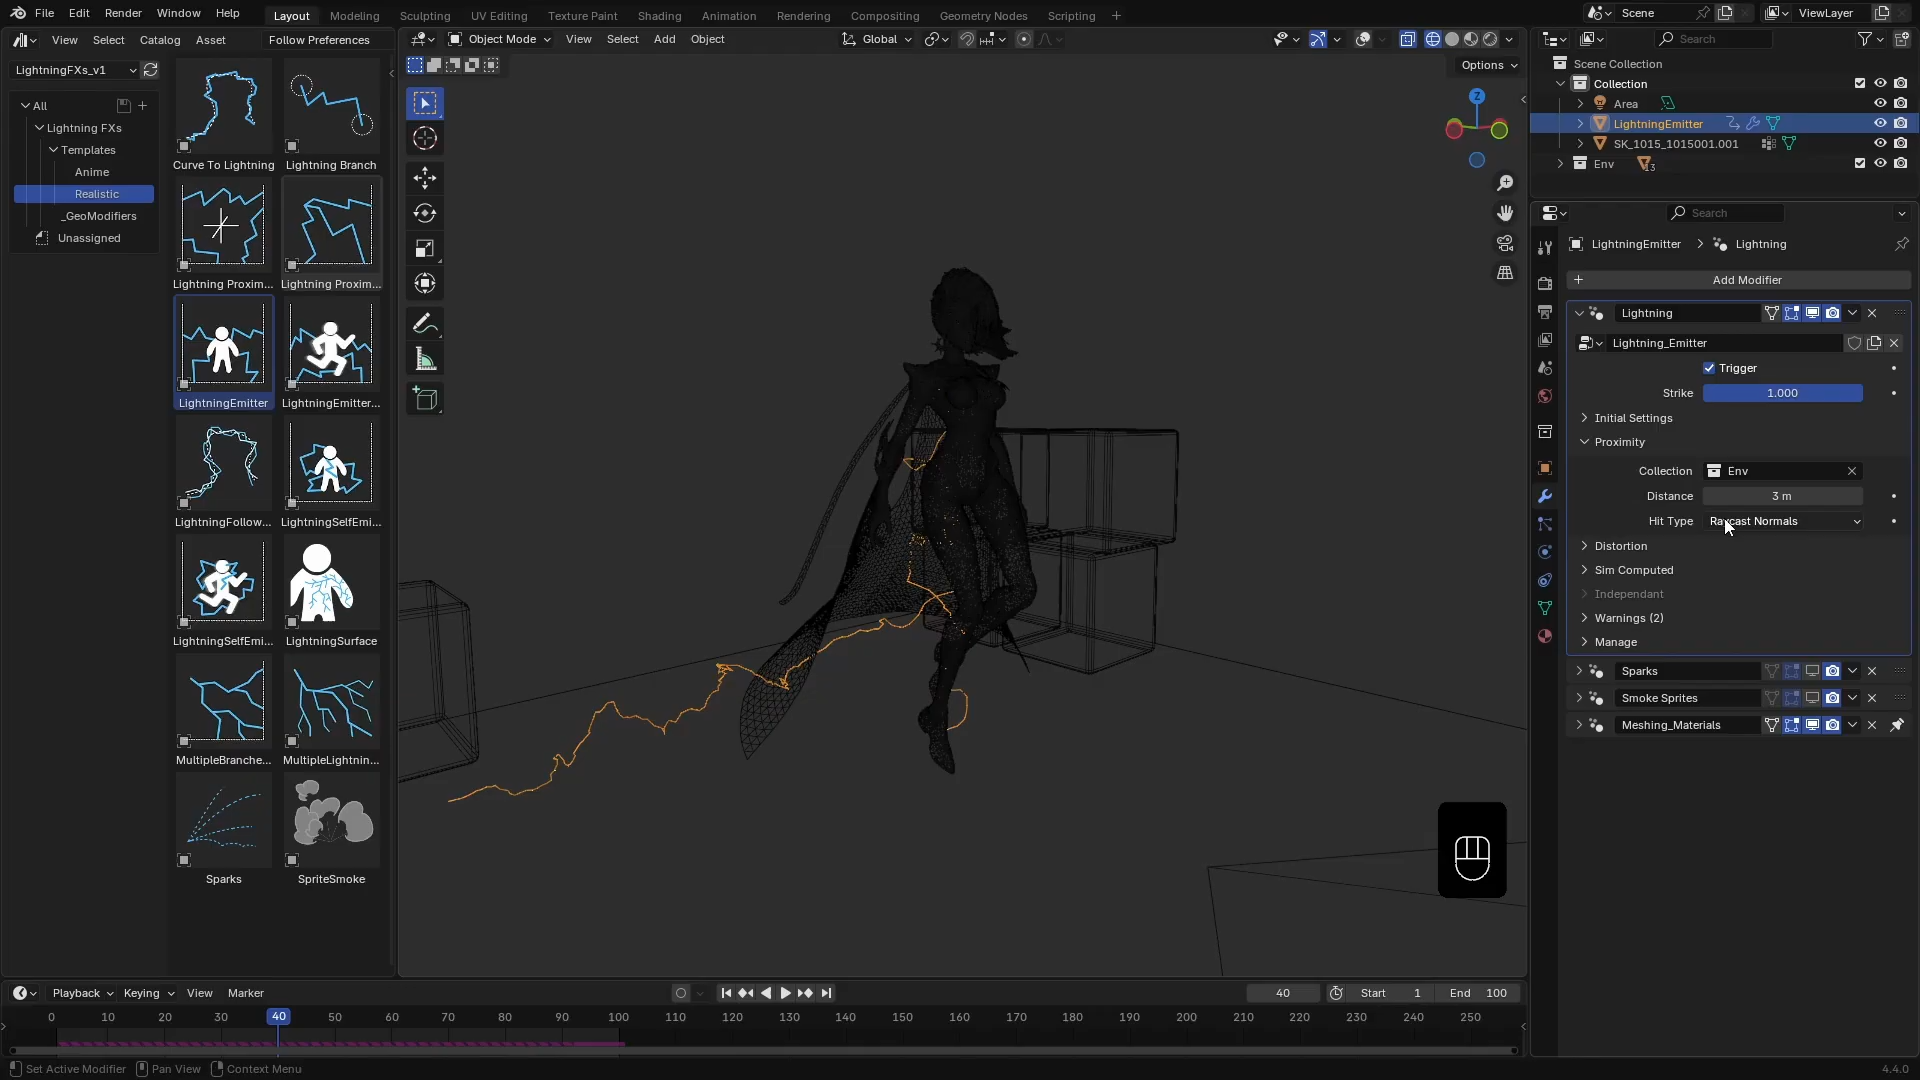 File Edit Render Window Help
Layout Modeling Sculpting UV Editing Texture Paint Shading Animation Rendering Compositing Geometry Nodes Scripting +
Scene
ViewLayer
View Select Catalog Asset Follow Preferences
LightningFXs_v1
All
Lightning FXs
Templates
Anime
Realistic
_GeoModifiers
Unassigned
Curve To Lightning
Lightning Branch
Lightning Proxim...
Lightning Proxim...
LightningEmitter
LightningEmitter...
LightningFollow...
LightningSelfEmi...
LightningSelfEmi...
LightningSurface
MultipleBranche...
MultipleLightnin...
Sparks
SpriteSmoke
Object Mode View Select Add Object
Global
Options
Z
Search
Scene Collection
Collection
Area
LightningEmitter
SK_1015_1015001.001
Env
13
Search
LightningEmitter > Lightning
+ Add Modifier
Lightning
Lightning_Emitter
Trigger
Strike 1.000
Initial Settings
Proximity
Collection Env
Distance 3 m
Hit Type Raycast Normals
Distortion
Sim Computed
Independant
Warnings (2)
Manage
Sparks
Smoke Sprites
Meshing_Materials
Playback Keying View Marker
40
Start 1
End 100
0 10 20 30 40 50 60 70 80 90 100 110 120 130 140 150 160 170 180 190 200 210 220 230 240 250
Set Active Modifier Pan View Context Menu
4.4.0